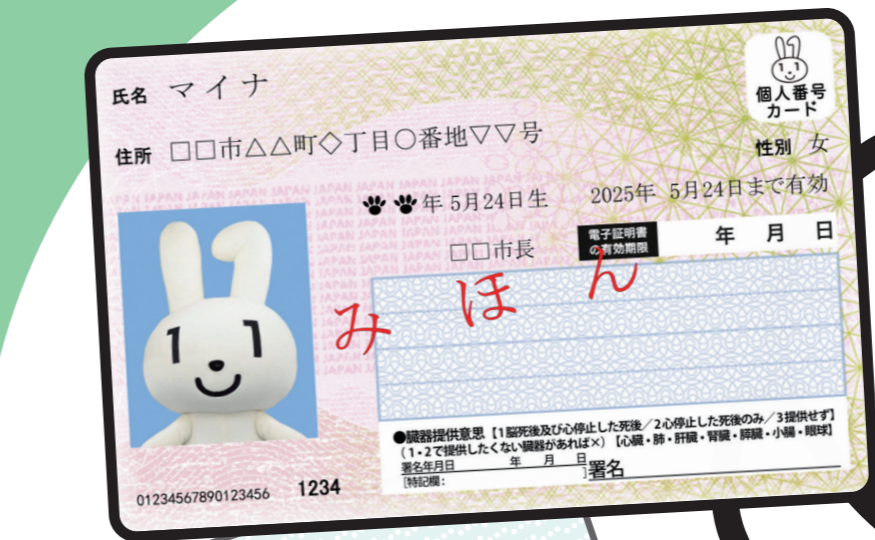 氏名 マイナ
個人番号
カード
住所 □□市△△町◇丁目〇番地▽▽号
性別 女
年 5月24日生 2025年 5月24日まで有効
□□市長
電子証明書
の有効期限
年 月 日
みほん
●臓器提供意思【1脳死後及び心停止した死後／2心停止した死後のみ／3提供せず】
（1・2で提供したくない臓器があれば×）【心臓・肺・肝臓・腎臓・膵臓・小腸・眼球】
署名年月日 年 月 日
[特記欄: ]署名
01234567890123456 1234